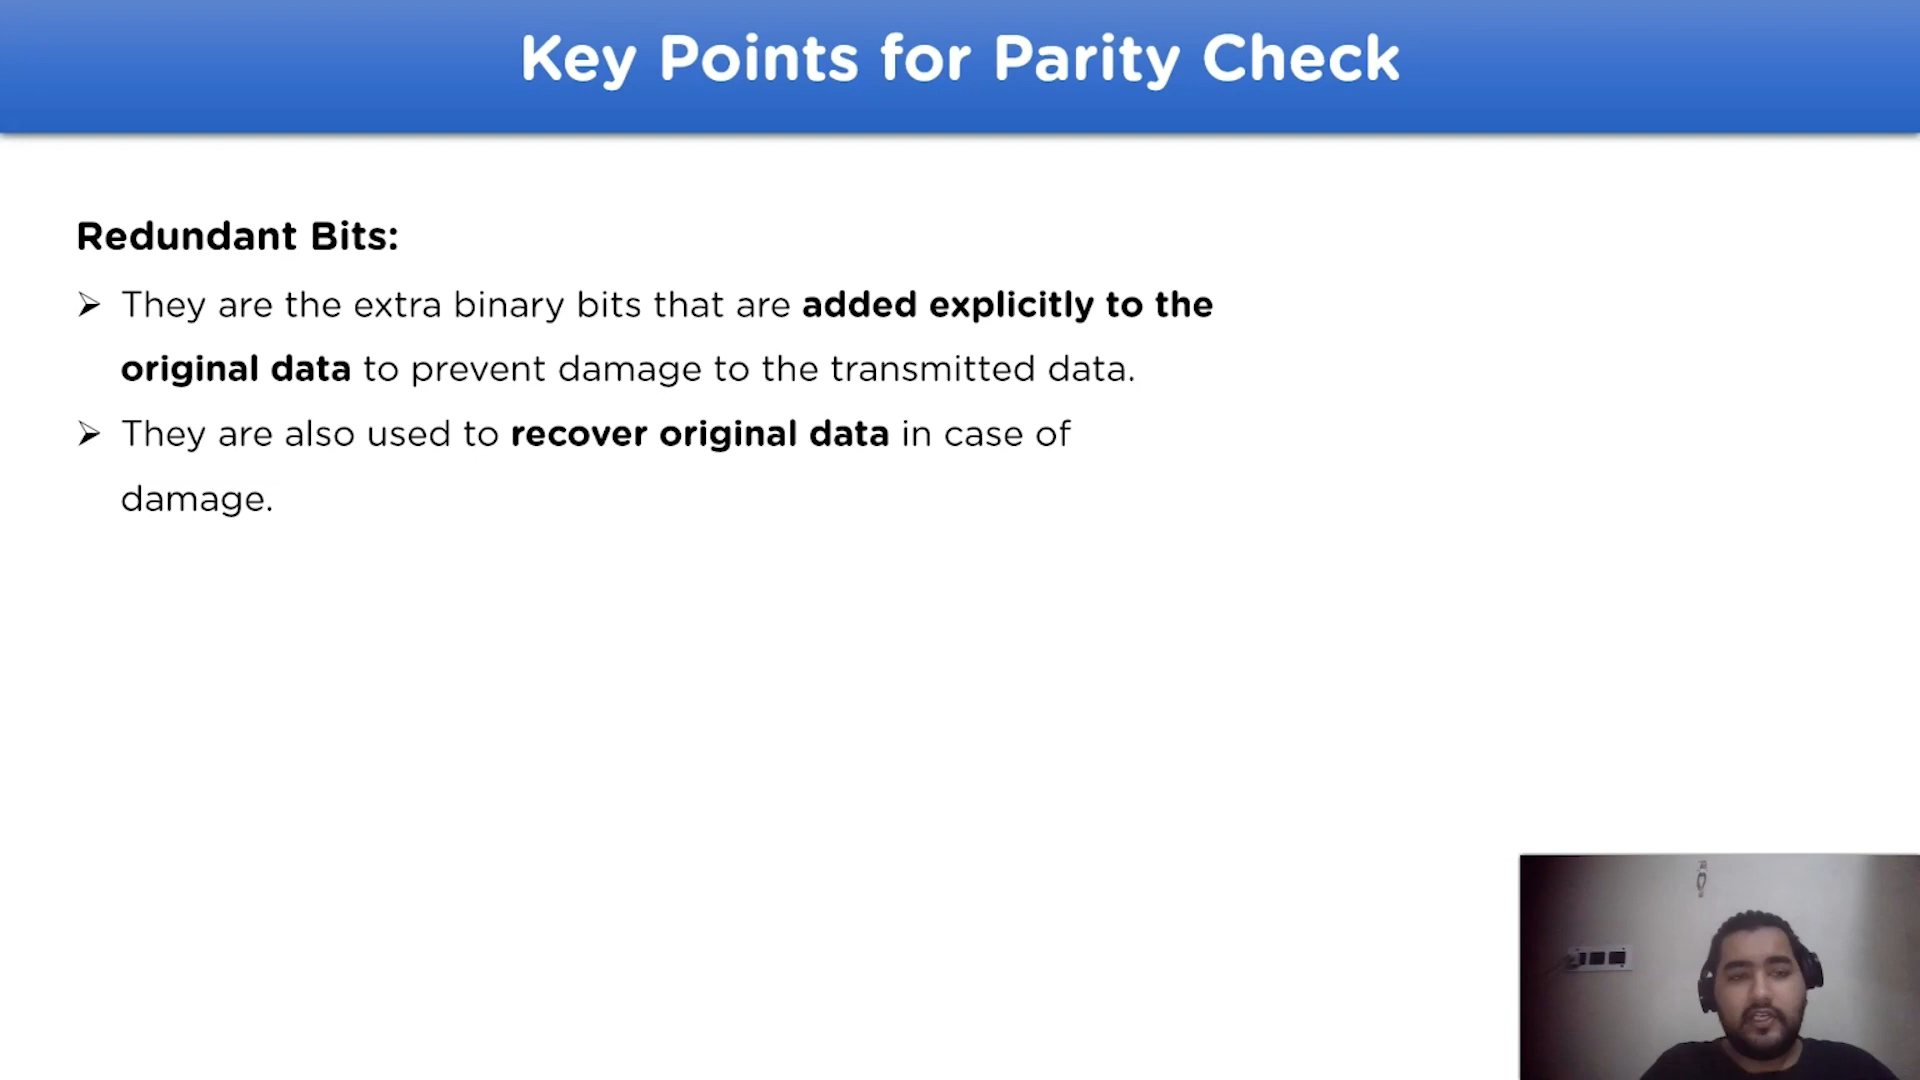 Key Points for Parity Check
Redundant Bits:
➢ They are the extra binary bits that are added explicitly to the
original data to prevent damage to the transmitted data.
➢ They are also used to recover original data in case of
damage.